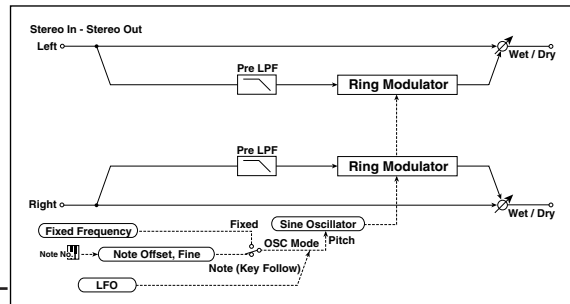 Stereo In - Stereo Out
Left
Wet / Dry
Pre LPF
Ring Modulator
Pre LPF
Ring Modulator
Right
Wet / Dry
Fixed Frequency
Fixed
Sine Oscillator
OSC Mode
Pitch
Note No.
Note Offset, Fine
Note (Key Follow)
LFO